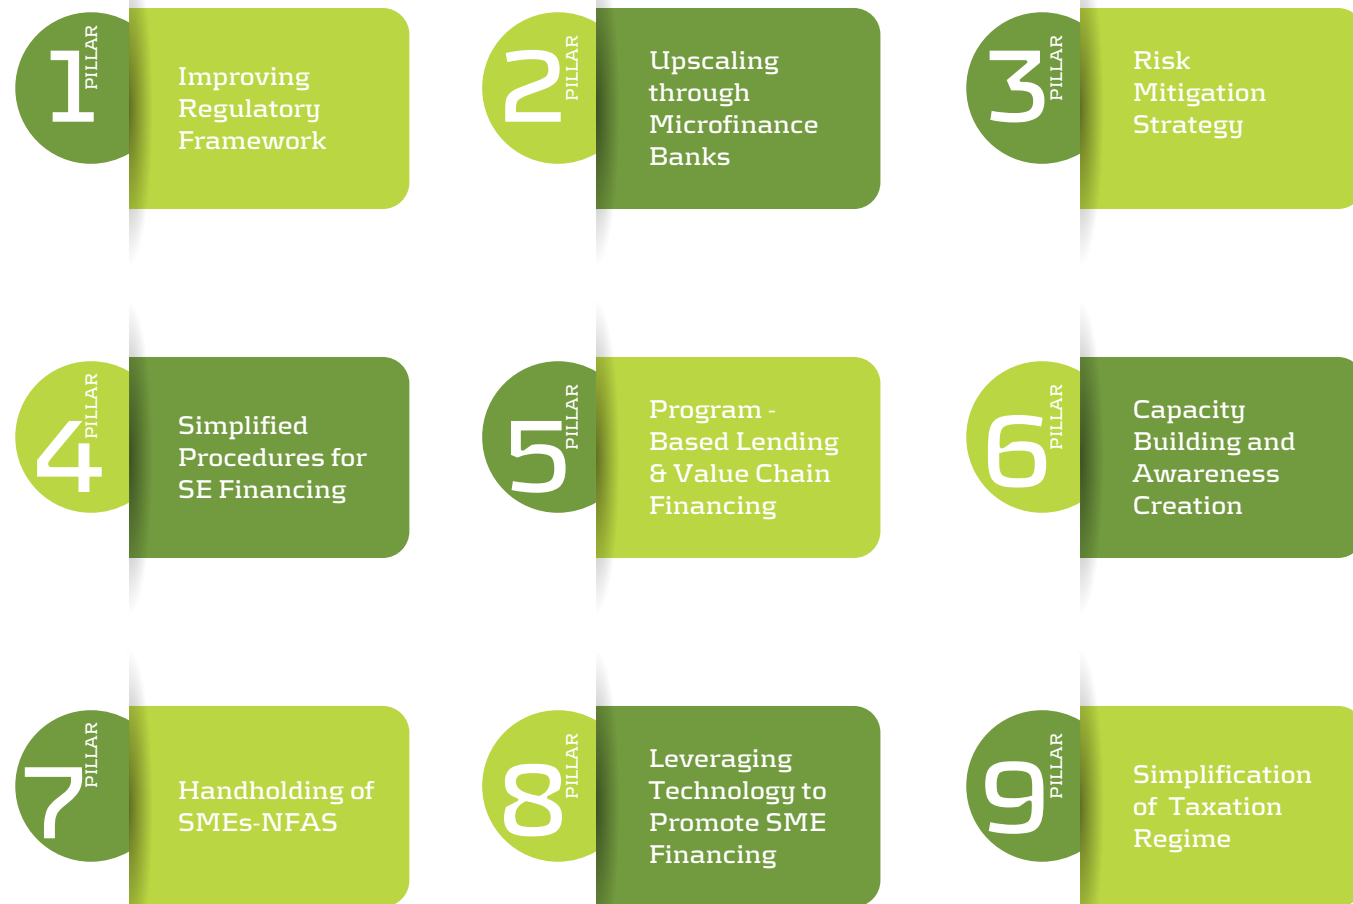 1
PILLAR
Improving
Regulatory
Framework
2
PILLAR
Upscaling
through
Microfinance
Banks
3
PILLAR
Risk
Mitigation
Strategy
4
PILLAR
Simplified
Procedures for
SE Financing
5
PILLAR
Program -
Based Lending
& Value Chain
Financing
6
PILLAR
Capacity
Building and
Awareness
Creation
7
PILLAR
Handholding of
SMEs-NFAS
8
PILLAR
Leveraging
Technology to
Promote SME
Financing
9
PILLAR
Simplification
of Taxation
Regime